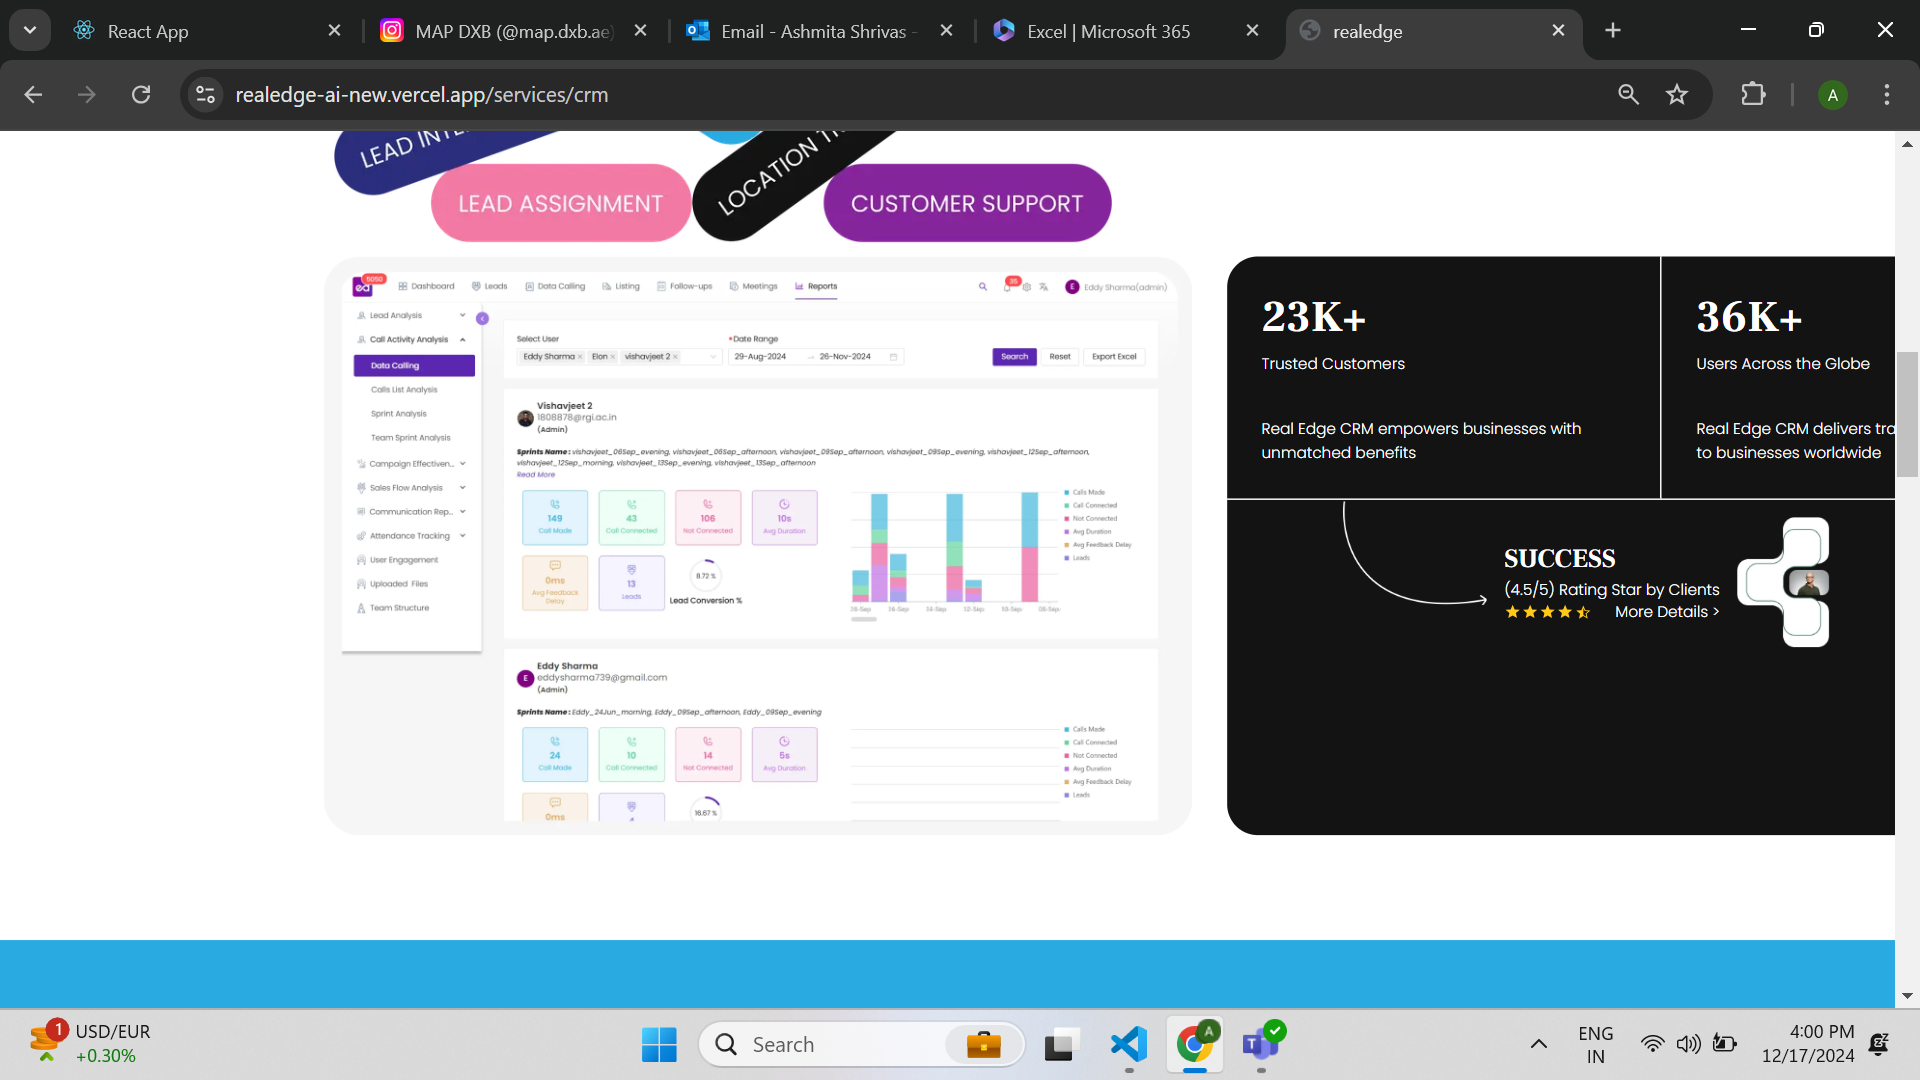 React App
MAP DXB (@map.dxb.ae)
Email - Ashmita Shrivas -
Excel | Microsoft 365
realedge
realedge-ai-new.vercel.app/services/crm
A
LEAD INTE
LOCATION T
LEAD ASSIGNMENT
CUSTOMER SUPPORT
Dashboard
Leads
Data Calling
Listing
Follow-ups
Meetings
Reports
E
Eddy Sharma(admin)
Lead Analysis
Call Activity Analysis
Data Calling
Calls List Analysis
Sprint Analysis
Team Sprint Analysis
Campaign Effectiven...
Sales Flow Analysis
Communication Rep...
Attendance Tracking
User Engagement
Uploaded Files
Team Structure
Select User
Eddy Sharma × Elon × vishavjeet 2 ×
*Date Range
29-Aug-2024 → 26-Nov-2024
Search
Reset
Export Excel
Vishavjeet 2
1808878@rgi.ac.in
(Admin)
Sprints Name : vishavjeet_06Sep_evening, vishavjeet_06Sep_afternoon, vishavjeet_09Sep_afternoon, vishavjeet_09Sep_evening, vishavjeet_12Sep_afternoon,
vishavjeet_12Sep_morning, vishavjeet_13Sep_evening, vishavjeet_13Sep_afternoon
Read More
149
Call Made
43
Call Connected
106
Not Connected
10s
Avg Duration
0ms
Avg Feedback
Delay
13
Leads
8.72 %
Lead Conversion %
Calls Made
Call Connected
Not Connected
Avg Duration
Avg Feedback Delay
Leads
Eddy Sharma
E
eddysharma739@gmail.com
(Admin)
Sprints Name : Eddy_24Jun_morning, Eddy_09Sep_afternoon, Eddy_09Sep_evening
24
Call Made
10
Call Connected
14
Not Connected
5s
Avg Duration
0ms
16.67 %
Calls Made
Call Connected
Not Connected
Avg Duration
Avg Feedback Delay
Leads
23K+
Trusted Customers
Real Edge CRM empowers businesses with
unmatched benefits
36K+
Users Across the Globe
Real Edge CRM delivers tra
to businesses worldwide
SUCCESS
(4.5/5) Rating Star by Clients
More Details >
1
USD/EUR
+0.30%
Search
A
T
ENG
IN
4:00 PM
12/17/2024